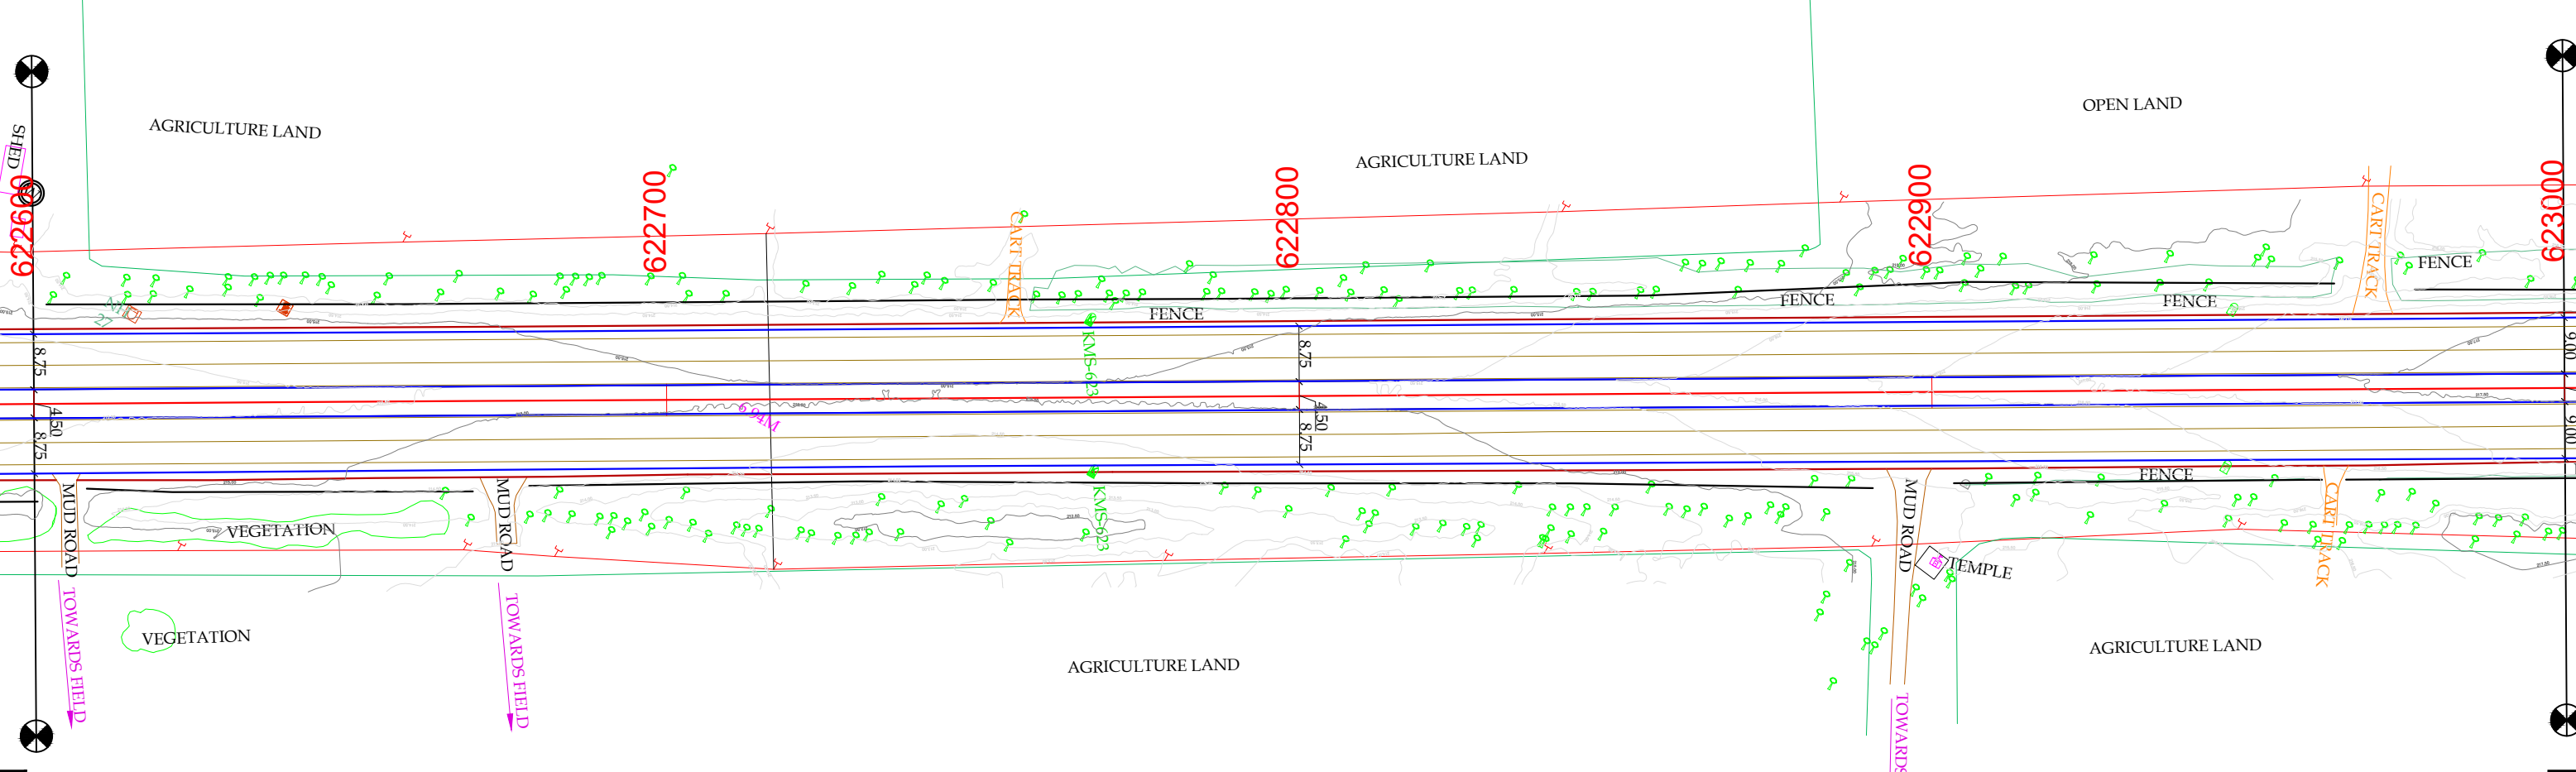 SHED
622600
AGRICULTURE LAND
622700
CART TRACK
622800
AGRICULTURE LAND
OPEN LAND
622900
CART TRACK
623000
FENCE
FENCE
FENCE
FENCE
27
8.75
KMS-623
8.75
9.00
4.50
8.75
6.94M
4.50
8.75
9.00
MUD ROAD
VEGETATION
MUD ROAD
KMS-623
MUD ROAD
FENCE
CART TRACK
TEMPLE
TOWARDS FIELD
VEGETATION
TOWARDS FIELD
AGRICULTURE LAND
AGRICULTURE LAND
TOWARDS